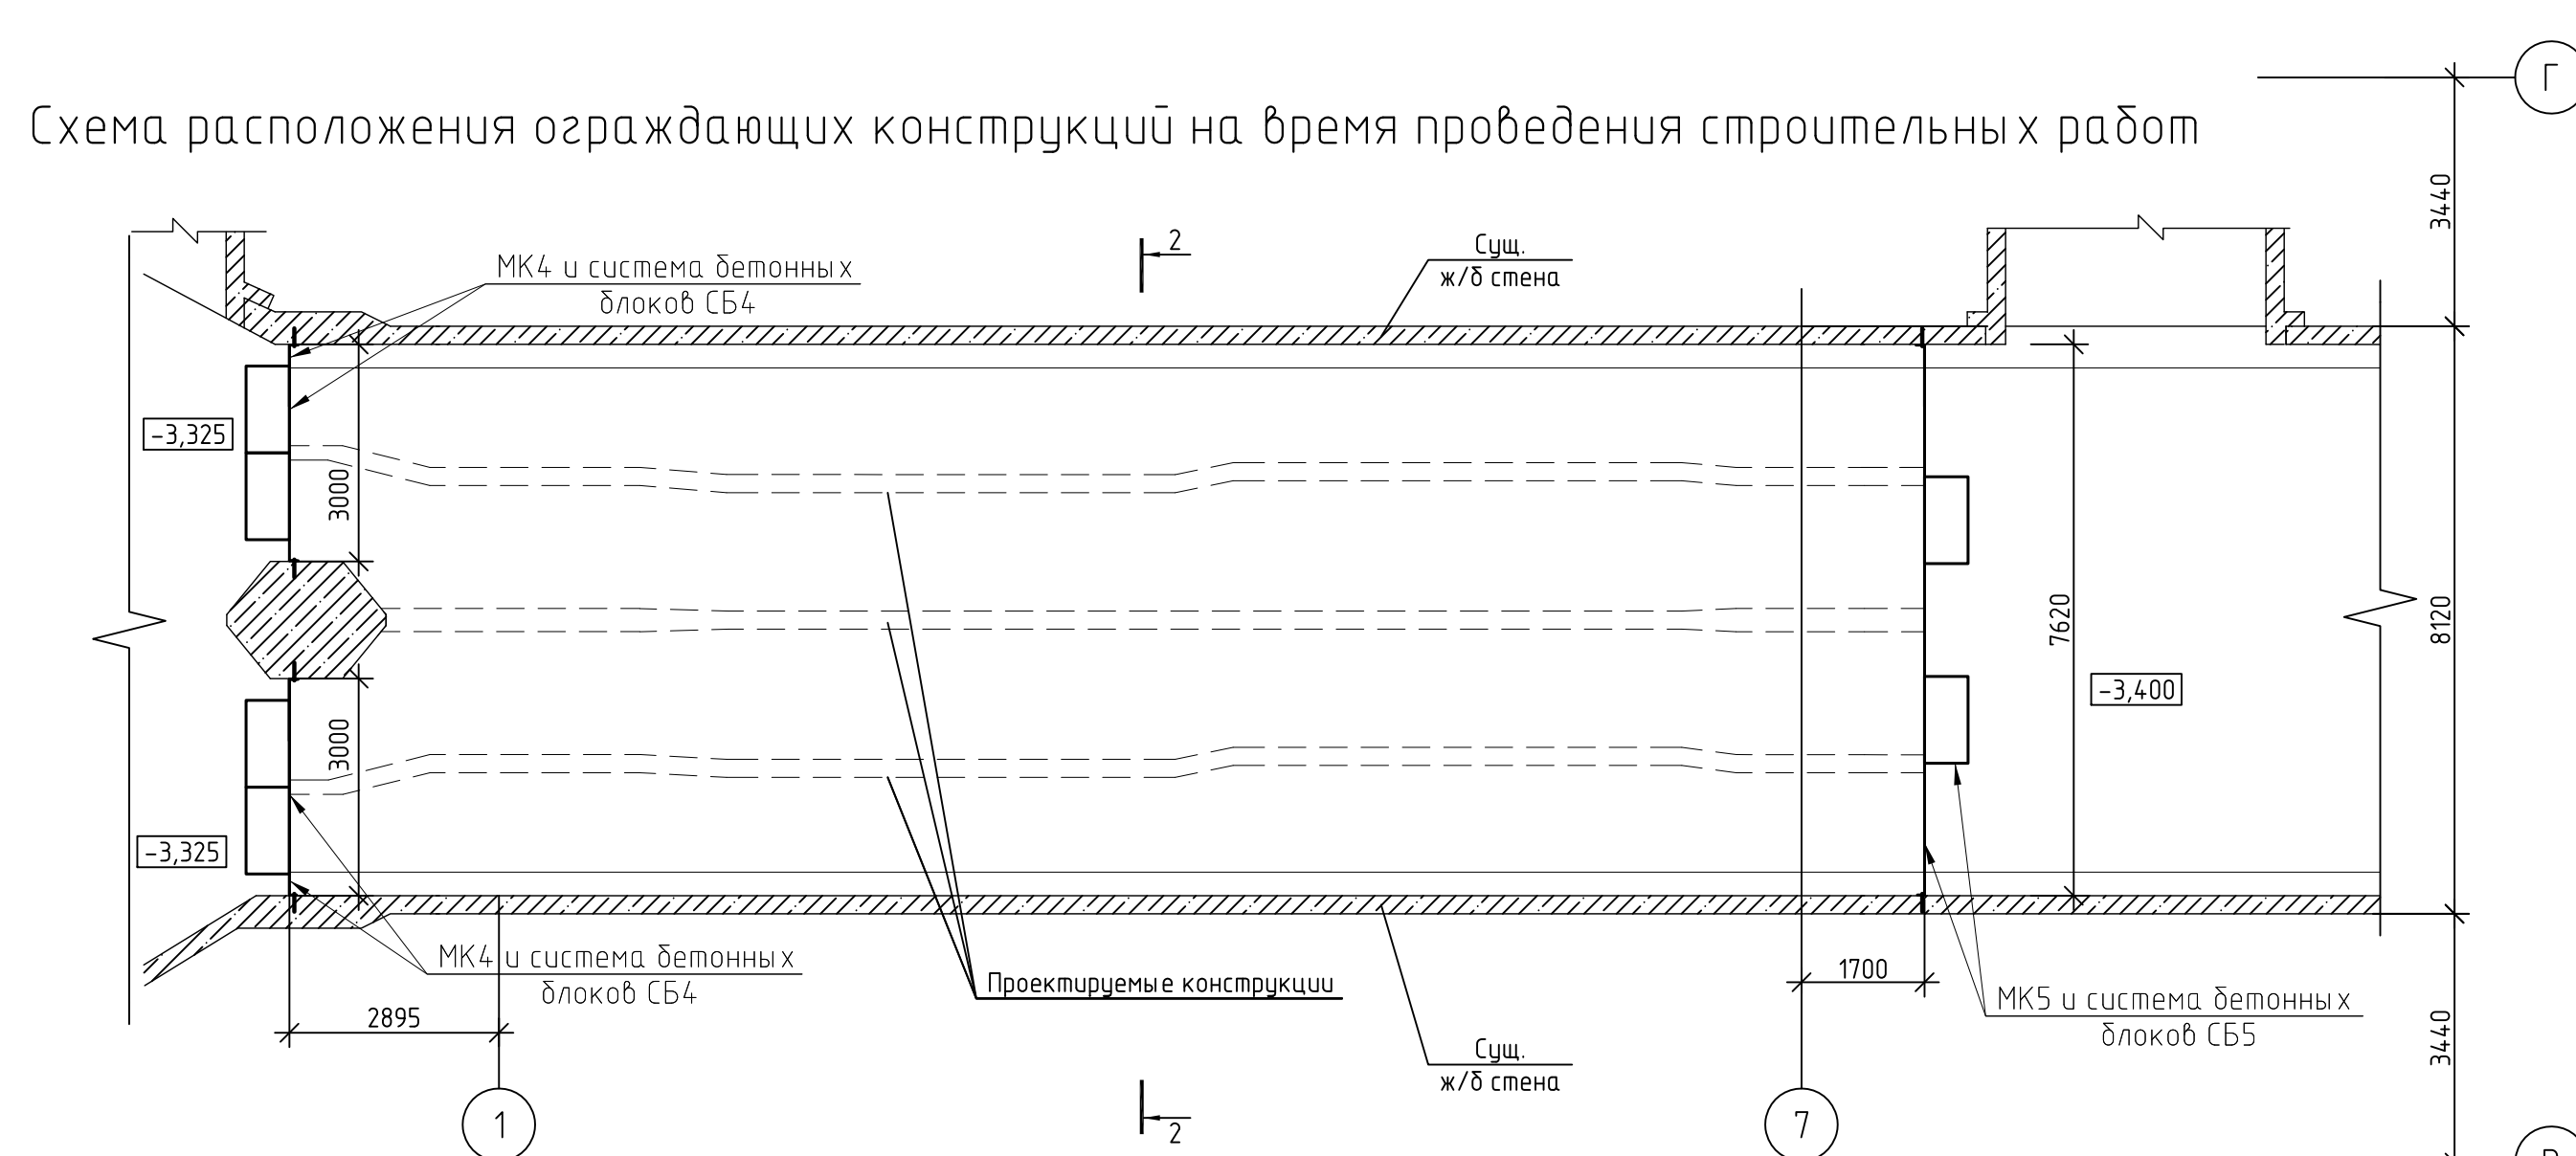 Г
Схема расположения ограждающих конструкций на время проведения строительных работ
3440
2
Сущ.
ж/б стена
МК4 и система бетонных
блоков СБ4
-3,325
3000
7620
8120
-3,400
3000
-3,325
МК4 и система бетонных
блоков СБ4
Проектируемые конструкции
1700
МК5 и система бетонных
блоков СБ5
2895
Сущ.
ж/б стена
3440
1
2
7